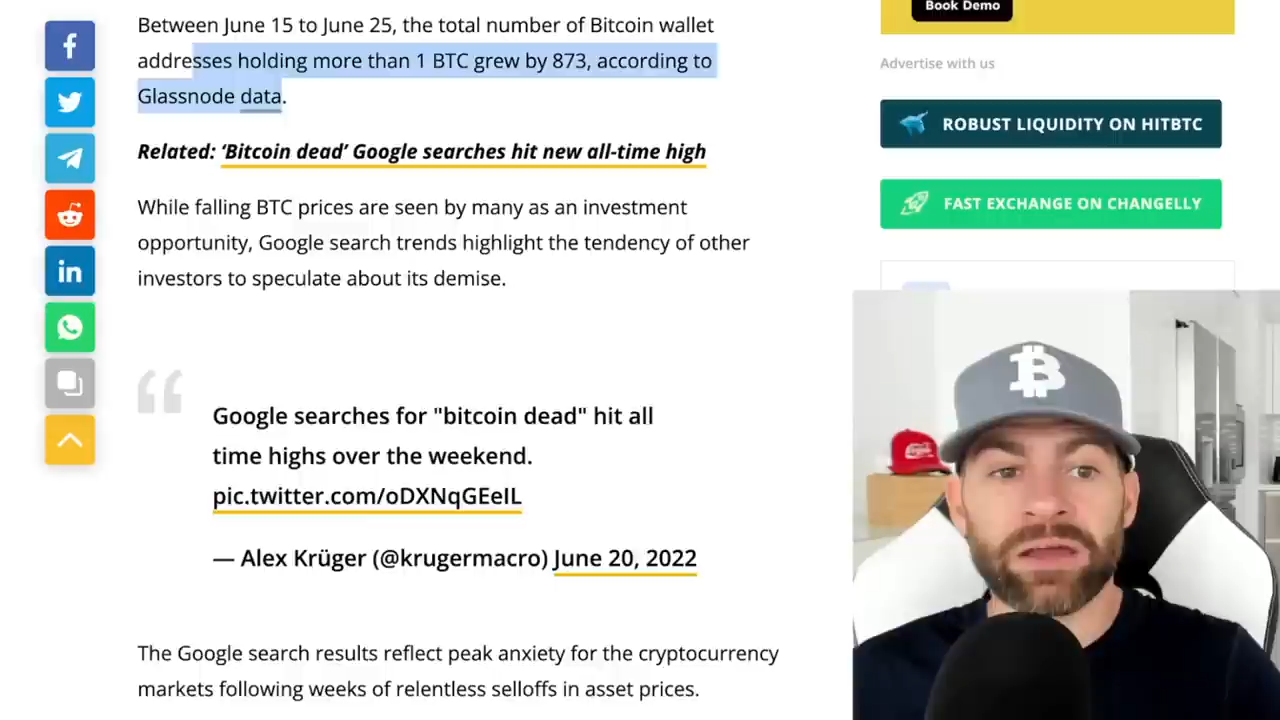 Book Demo
Between June 15 to June 25, the total number of Bitcoin wallet
addresses holding more than 1 BTC grew by 873, according to
Glassnode data.
Related: ‘Bitcoin dead’ Google searches hit new all-time high
While falling BTC prices are seen by many as an investment
opportunity, Google search trends highlight the tendency of other
investors to speculate about its demise.
Google searches for "bitcoin dead" hit all
time highs over the weekend.
pic.twitter.com/oDXNqGEeIL
— Alex Krüger (@krugermacro) June 20, 2022
The Google search results reflect peak anxiety for the cryptocurrency
markets following weeks of relentless selloffs in asset prices.
Advertise with us
ROBUST LIQUIDITY ON HITBTC
FAST EXCHANGE ON CHANGELLY